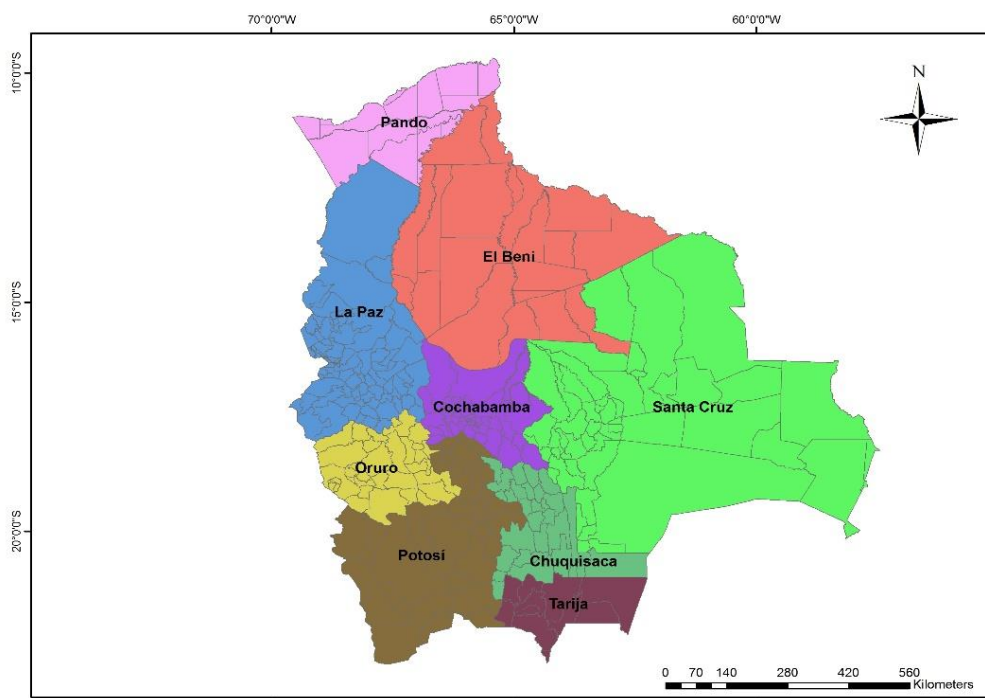 70°0'0"W 65°0'0"W 60°0'0"W
10°0'0"S
N
Pando
El Beni
15°0'0"S
La Paz
Cochabamba
Santa Cruz
Oruro
20°0'0"S
Potosí
Chuquisaca
Tarija
0 70 140 280 420 560
Kilometers